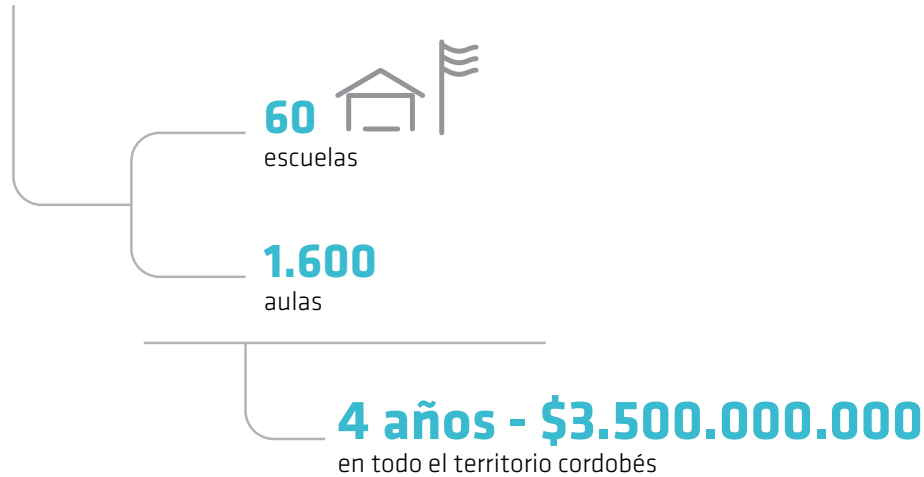 60
escuelas
1.600
aulas
4 años - $3.500.000.000
en todo el territorio cordobés